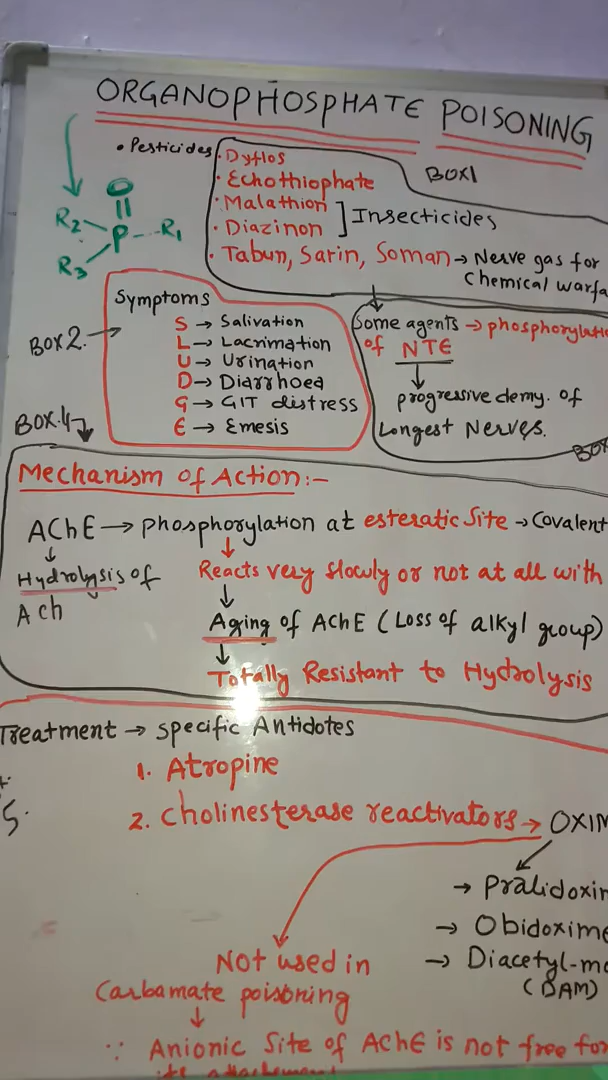 ORGANOPHOSPHATE POISONING
• Pesticides
• Dyflos
• Echothiophate
• Malathion
• Diazinon
] Insecticides
• Tabun, Sarin, Soman → Nerve gas for
chemical warfa
BOX1
O
||
R2 P R1
R3
BOX2. →
Symptoms
S → Salivation
L → Lacrimation
U → Urination
D → Diarrhoea
G → GIT distress
E → Emesis
Some agents → phosphorylati
of NTE
progressive demy. of
Longest Nerves.
BOX
BOX.4
Mechanism of Action:-
AChE → phosphorylation at esteratic Site → Covalent
Hydrolysis of
Ach
Reacts very slowly or not at all with
Aging of AChE (Loss of alkyl group)
Totally Resistant to Hydrolysis
Treatment → specific Antidotes
1. Atropine
2. Cholinesterase reactivators → OXIM
→ Pralidoxim
→ Obidoxime
→ Diacetyl-mo
(DAM)
Not used in
Carbamate poisoning
∵ Anionic Site of AChE is not free for
its attachement